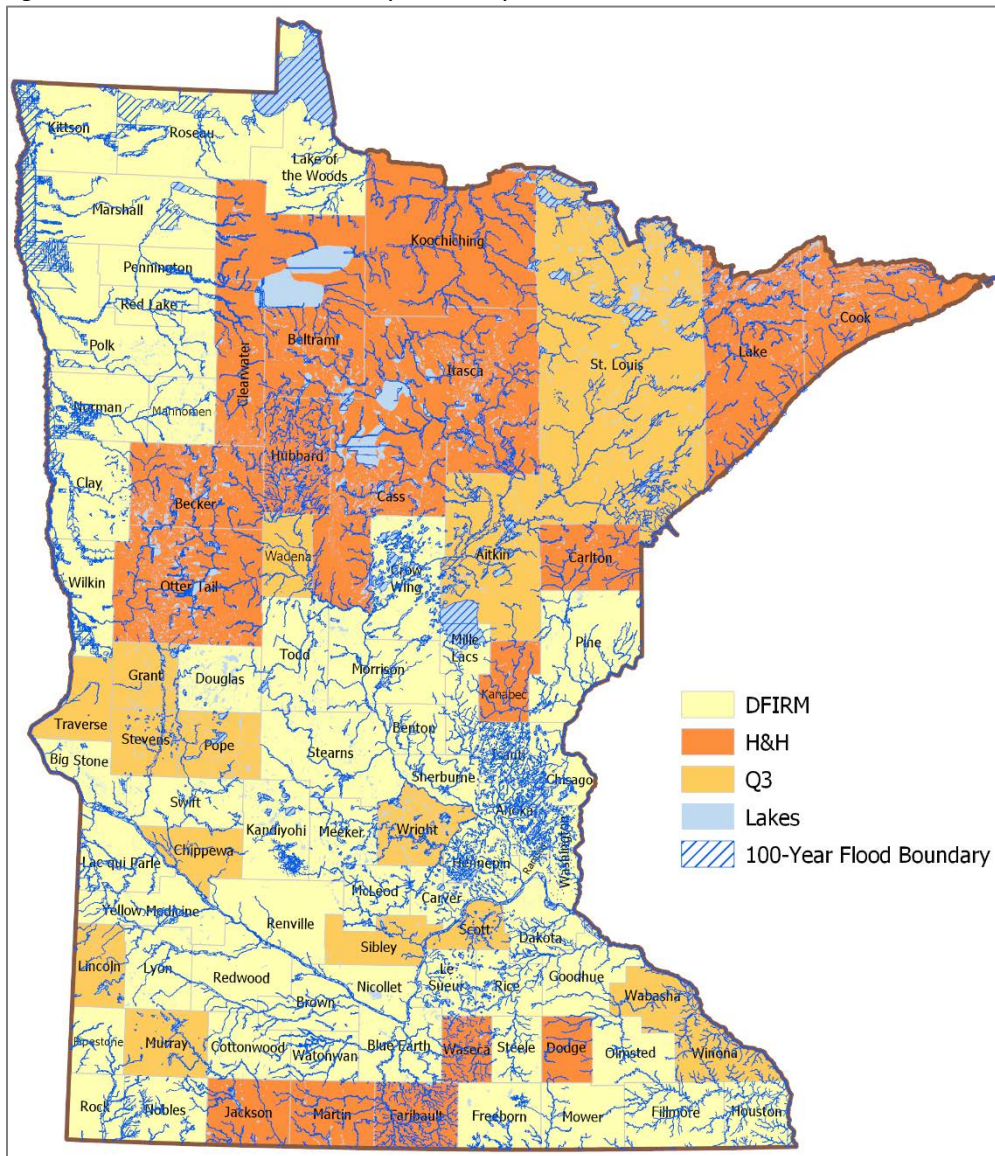 Kittson
Roseau
Lake of
the Woods
Marshall
Koochiching
Pennington
Red Lake
Cook
Beltrami
Lake
Polk
Clearwater
St. Louis
Itasca
Norman
Mahnomen
Hubbard
Clay
Becker
Cass
Aitkin
Carlton
Wadena
Crow
Wing
Wilkin
Otter Tail
Mille
Lacs
Pine
Todd
Grant
Douglas
Morrison
Kanabec
Traverse
Stevens
Pope
Benton
Big Stone
Stearns
Isanti
Sherburne
Chisago
Swift
Anoka
Kandiyohi
Meeker
Wright
Chippewa
Washington
Hennepin
Lac qui Parle
McLeod
Carver
Yellow Medicine
Renville
Scott
Dakota
Sibley
Lincoln
Lyon
Redwood
Nicollet
Le
Sueur
Rice
Goodhue
Brown
Wabasha
Pipestone
Murray
Cottonwood
Watonwan
Blue Earth
Waseca
Steele
Dodge
Olmsted
Winona
Rock
Nobles
Jackson
Martin
Faribault
Freeborn
Mower
Fillmore
Houston
DFIRM
H&H
Q3
Lakes
100-Year Flood Boundary